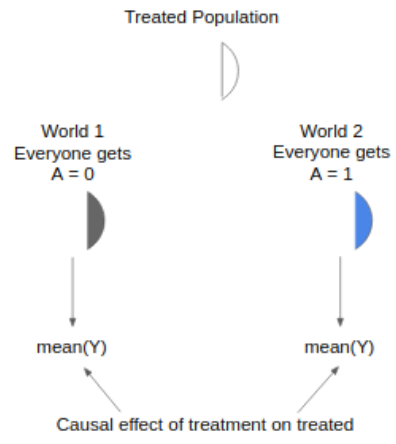 Treated Population
World 1
Everyone gets
A = 0
World 2
Everyone gets
A = 1
mean(Y)
mean(Y)
Causal effect of treatment on treated